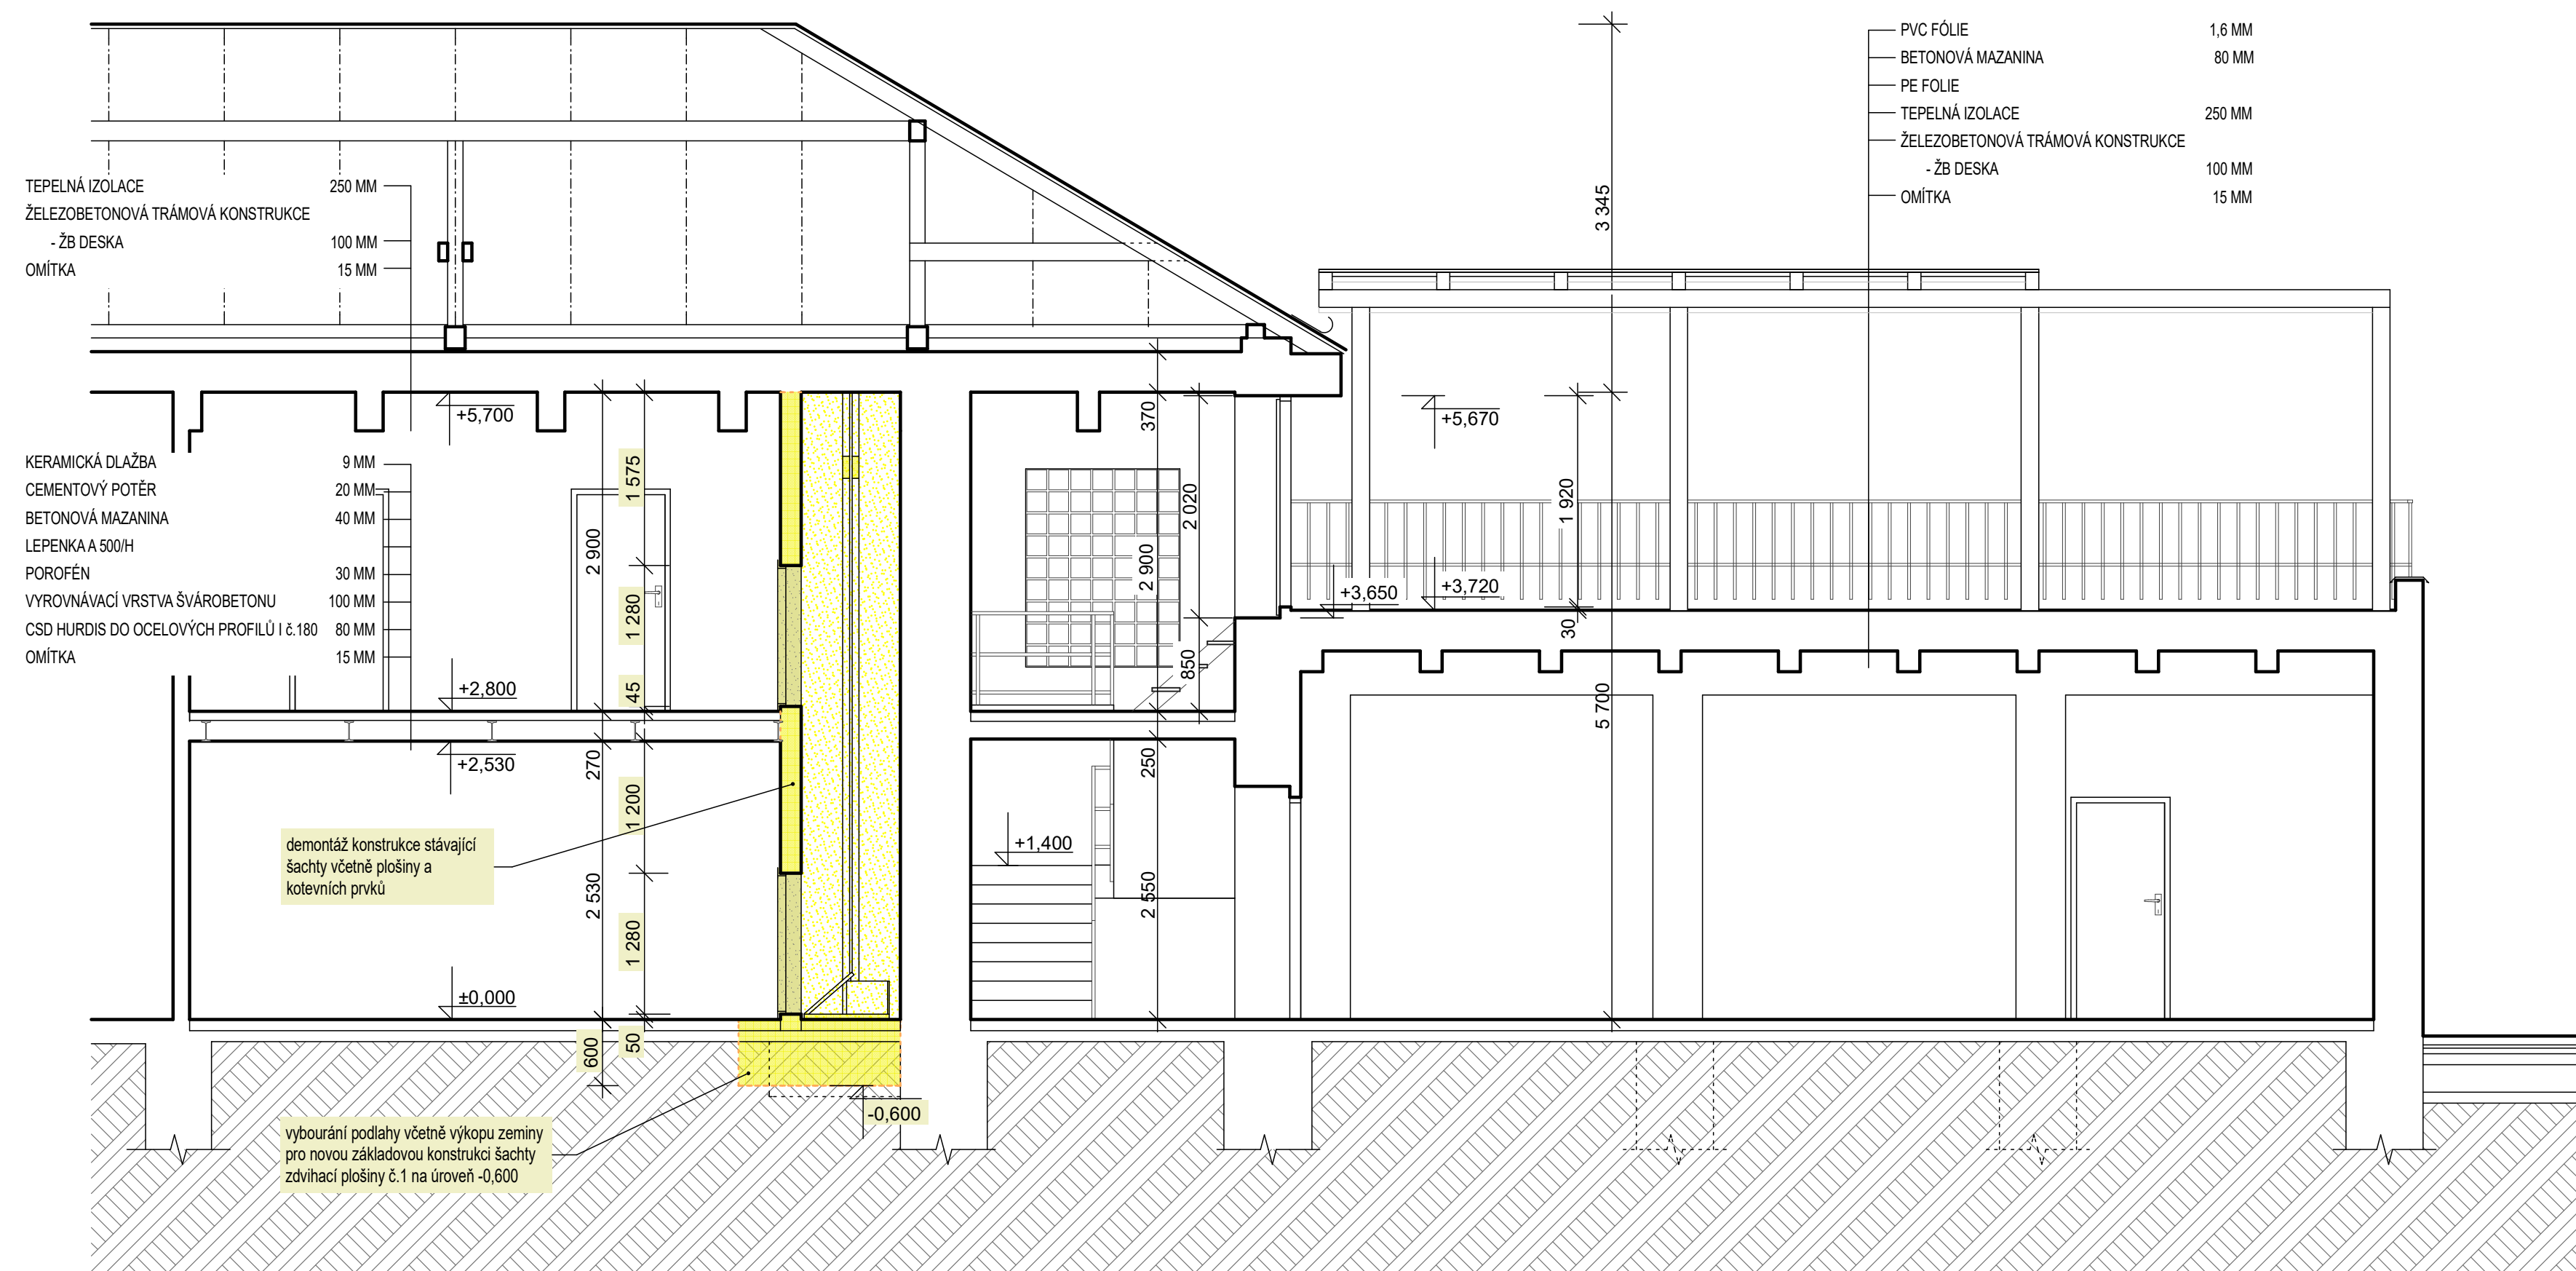 PVC FÓLIE 1,6 MM
BETONOVÁ MAZANINA 80 MM
PE FOLIE
TEPELNÁ IZOLACE 250 MM
ŽELEZOBETONOVÁ TRÁMOVÁ KONSTRUKCE
- ŽB DESKA 100 MM
OMÍTKA 15 MM
TEPELNÁ IZOLACE 250 MM
ŽELEZOBETONOVÁ TRÁMOVÁ KONSTRUKCE
- ŽB DESKA 100 MM
OMÍTKA 15 MM
KERAMICKÁ DLAŽBA 9 MM
CEMENTOVÝ POTĚR 20 MM
BETONOVÁ MAZANINA 40 MM
LEPENKA A 500/H
POROFÉN 30 MM
VYROVNÁVACÍ VRSTVA ŠVÁROBETONU 100 MM
CSD HURDIS DO OCELOVÝCH PROFILŮ I č.180 80 MM
OMÍTKA 15 MM
+5,700
+2,800
+2,530
±0,000
2 900
270
2 530
600
1 575
1 280
45
1 200
1 280
50
demontáž konstrukce stávající
šachty včetně plošiny a
kotevních prvků
vybourání podlahy včetně výkopu zeminy
pro novou základovou konstrukci šachty
zdvihací plošiny č.1 na úroveň -0,600
-0,600
370
2 900
250
2 550
2 020
850
+1,400
+3,650
+3,720
+5,670
1 920
30
3 345
5 700